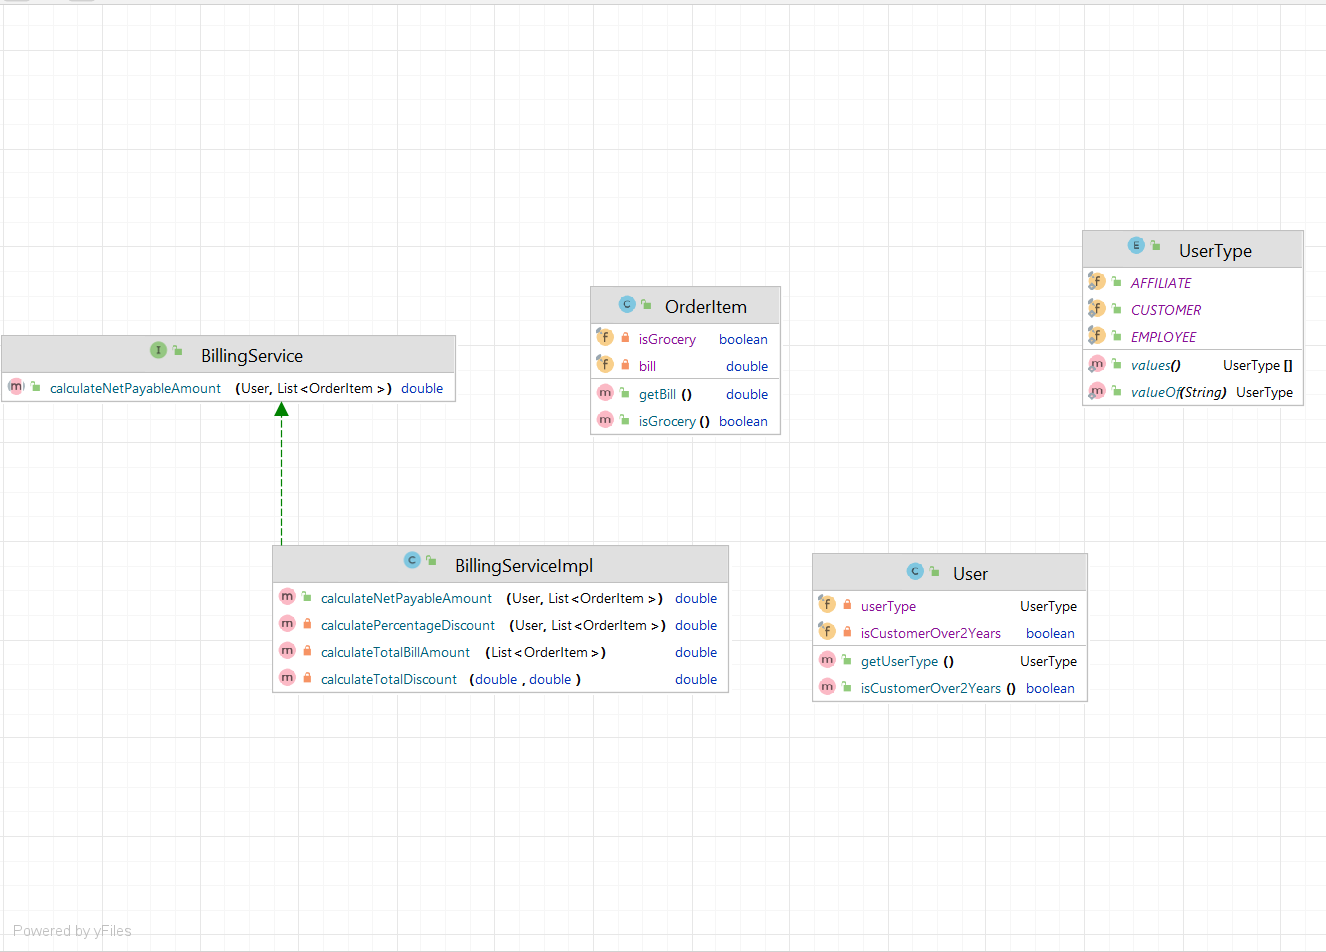 BillingService
calculateNetPayableAmount (User, List<OrderItem>) double
OrderItem
isGrocery boolean
bill double
getBill () double
isGrocery () boolean
UserType
AFFILIATE
CUSTOMER
EMPLOYEE
values() UserType []
valueOf(String) UserType
BillingServiceImpl
calculateNetPayableAmount (User, List<OrderItem>) double
calculatePercentageDiscount (User, List<OrderItem>) double
calculateTotalBillAmount (List<OrderItem>) double
calculateTotalDiscount (double, double) double
User
userType UserType
isCustomerOver2Years boolean
getUserType () UserType
isCustomerOver2Years () boolean
Powered by yFiles